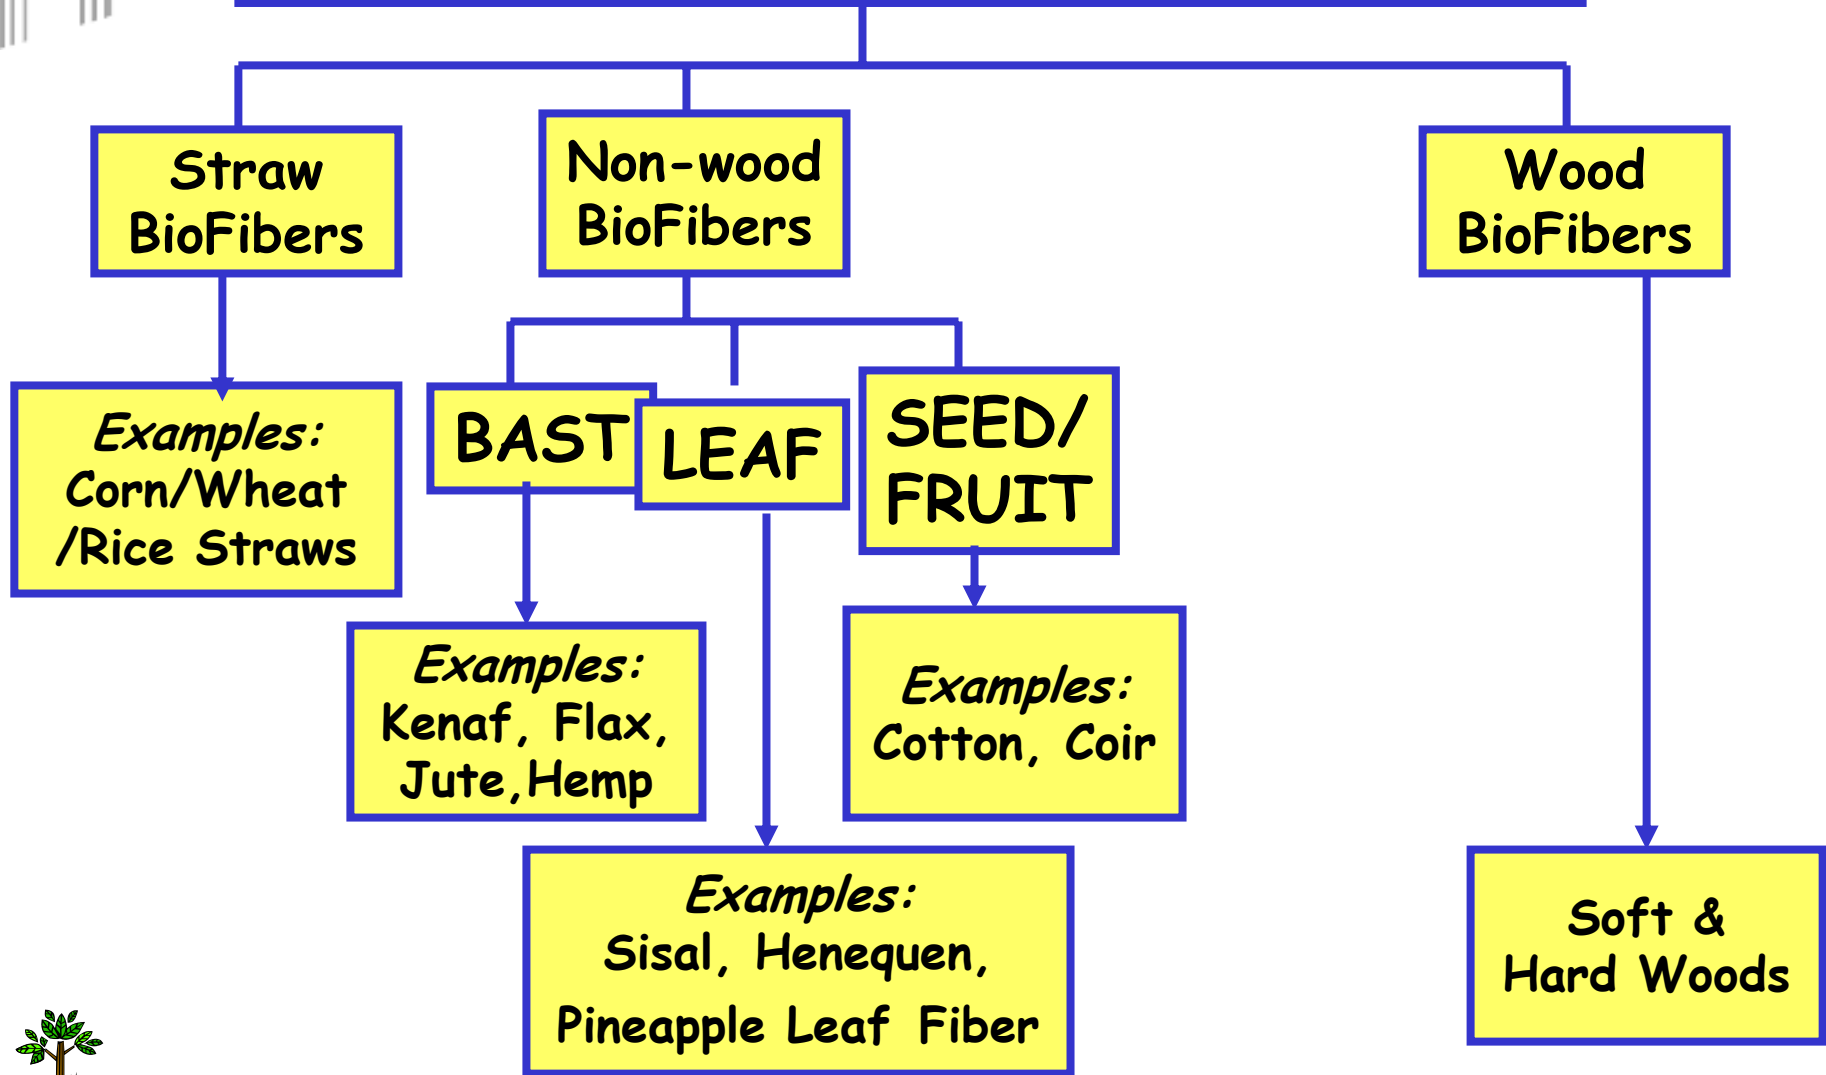 Straw
BioFibers
Non-wood
BioFibers
Wood
BioFibers
Examples:
Corn/Wheat
/Rice Straws
BAST
LEAF
SEED/
FRUIT
Examples:
Kenaf, Flax,
Jute,Hemp
Examples:
Cotton, Coir
Examples:
Sisal, Henequen,
Pineapple Leaf Fiber
Soft &
Hard Woods